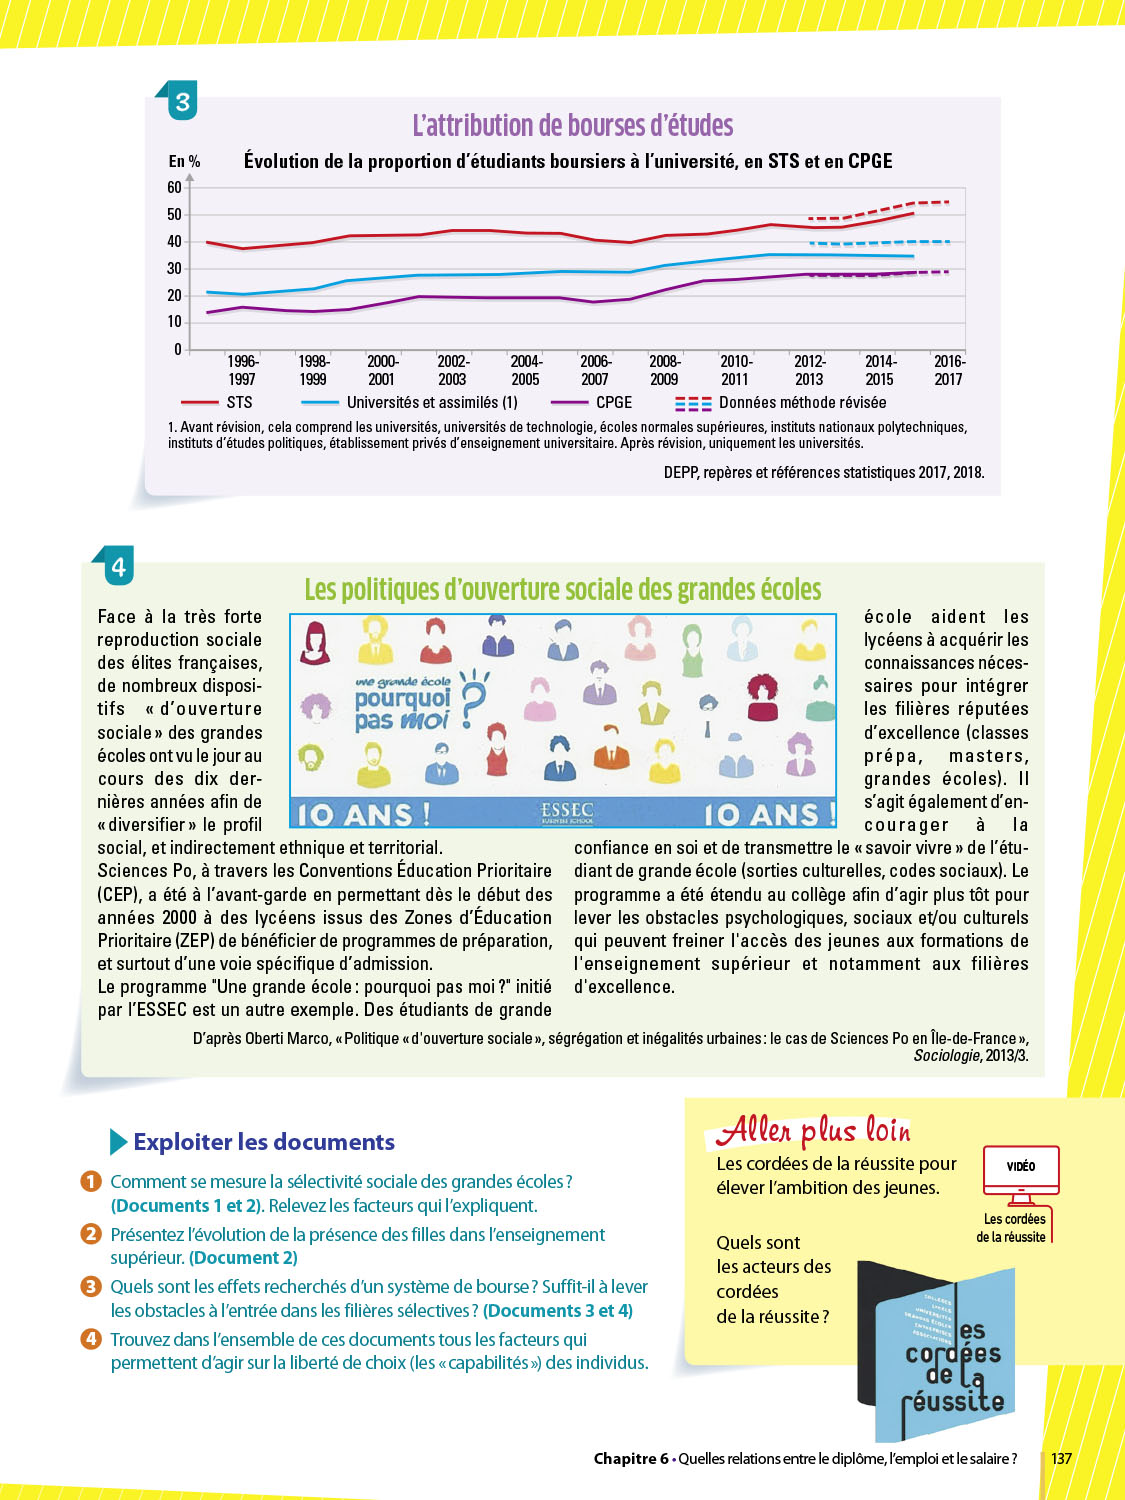 3
L'attribution de bourses d'études
En %
Évolution de la proportion d'étudiants boursiers à l'université, en STS et en CPGE
60
50
40
30
20
10
0
1996-1997
1998-1999
2000-2001
2002-2003
2004-2005
2006-2007
2008-2009
2010-2011
2012-2013
2014-2015
2016-2017
STS
Universités et assimilés (1)
CPGE
Données méthode révisée
1. Avant révision, cela comprend les universités, universités de technologie, écoles normales supérieures, instituts nationaux polytechniques,
instituts d'études politiques, établissement privés d'enseignement universitaire. Après révision, uniquement les universités.
DEPP, repères et références statistiques 2017, 2018.
4
Les politiques d'ouverture sociale des grandes écoles
Face à la très forte
reproduction sociale
des élites françaises,
de nombreux disposi-
tifs « d'ouverture
sociale » des grandes
écoles ont vu le jour au
cours des dix der-
nières années afin de
« diversifier » le profil
social, et indirectement ethnique et territorial.
Sciences Po, à travers les Conventions Éducation Prioritaire
(CEP), a été à l'avant-garde en permettant dès le début des
années 2000 à des lycéens issus des Zones d'Éducation
Prioritaire (ZEP) de bénéficier de programmes de préparation,
et surtout d'une voie spécifique d'admission.
Le programme "Une grande école : pourquoi pas moi ?" initié
par l'ESSEC est un autre exemple. Des étudiants de grande
une grande école
pourquoi
pas moi ?
10 ANS !
ESSEC
BUSINESS SCHOOL
10 ANS !
école aident les
lycéens à acquérir les
connaissances néces-
saires pour intégrer
les filières réputées
d'excellence (classes
prépa, masters,
grandes écoles). Il
s'agit également d'en-
courager à la
confiance en soi et de transmettre le « savoir vivre » de l'étu-
diant de grande école (sorties culturelles, codes sociaux). Le
programme a été étendu au collège afin d'agir plus tôt pour
lever les obstacles psychologiques, sociaux et/ou culturels
qui peuvent freiner l'accès des jeunes aux formations de
l'enseignement supérieur et notamment aux filières
d'excellence.
D'après Oberti Marco, « Politique « d'ouverture sociale », ségrégation et inégalités urbaines : le cas de Sciences Po en Île-de-France »,
Sociologie, 2013/3.
Exploiter les documents
1 Comment se mesure la sélectivité sociale des grandes écoles ?
(Documents 1 et 2). Relevez les facteurs qui l'expliquent.
2 Présentez l'évolution de la présence des filles dans l'enseignement
supérieur. (Document 2)
3 Quels sont les effets recherchés d'un système de bourse ? Suffit-il à lever
les obstacles à l'entrée dans les filières sélectives ? (Documents 3 et 4)
4 Trouvez dans l'ensemble de ces documents tous les facteurs qui
permettent d'agir sur la liberté de choix (les « capabilités ») des individus.
Aller plus loin
Les cordées de la réussite pour
élever l'ambition des jeunes.
VIDÉO
Les cordées
de la réussite
Quels sont
les acteurs des
cordées
de la réussite ?
COLLÈGES
LYCÉES
UNIVERSITÉS
GRANDES ÉCOLES
ENTREPRISES
ASSOCIATIONS
les
cordées
de la
réussite
Chapitre 6 • Quelles relations entre le diplôme, l'emploi et le salaire ?
137